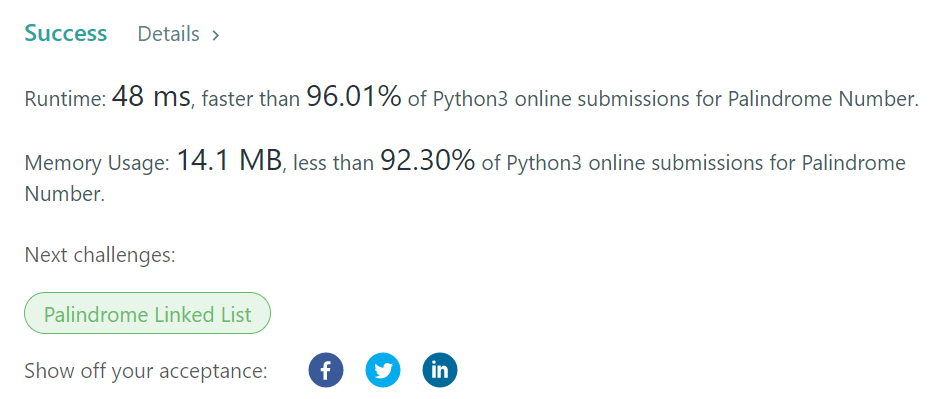 Success Details >
Runtime: 48 ms, faster than 96.01% of Python3 online submissions for Palindrome Number.
Memory Usage: 14.1 MB, less than 92.30% of Python3 online submissions for Palindrome
Number.
Next challenges:
Palindrome Linked List
Show off your acceptance: f in